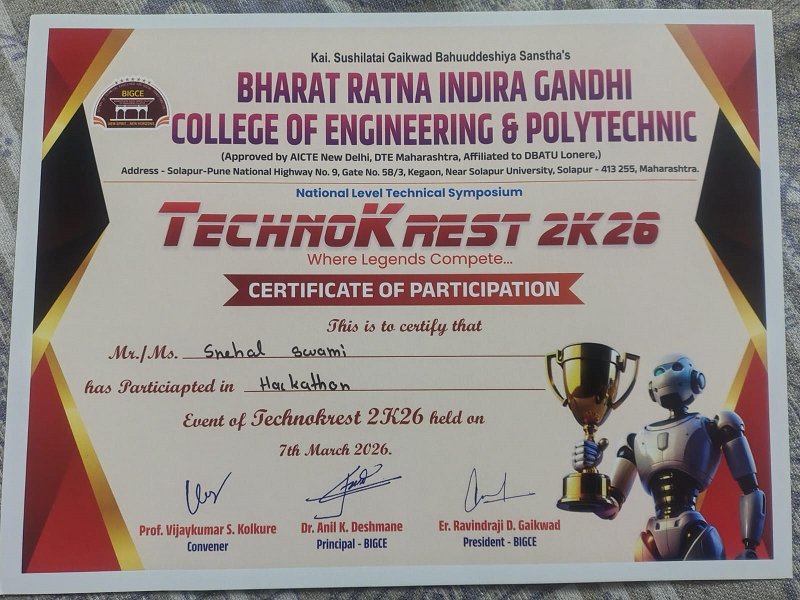 Kai. Sushilatai Gaikwad Bahuuddeshiya Sanstha's
BIGCE
BHARAT RATNA INDIRA GANDHI
COLLEGE OF ENGINEERING & POLYTECHNIC
(Approved by AICTE New Delhi, DTE Maharashtra, Affiliated to DBATU Lonere,)
Address - Solapur-Pune National Highway No. 9, Gate No. 58/3, Kegaon, Near Solapur University, Solapur - 413 255, Maharashtra.
National Level Technical Symposium
TECHNOKREST 2K26
Where Legends Compete...
CERTIFICATE OF PARTICIPATION
This is to certify that
Mr./Ms. Snehal Swami
has Particiapted in Hackathon
Event of Technokrest 2K26 held on
7th March 2026.
Prof. Vijaykumar S. Kolkure Dr. Anil K. Deshmane Er. Ravindraji D. Gaikwad
Convener Principal - BIGCE President - BIGCE